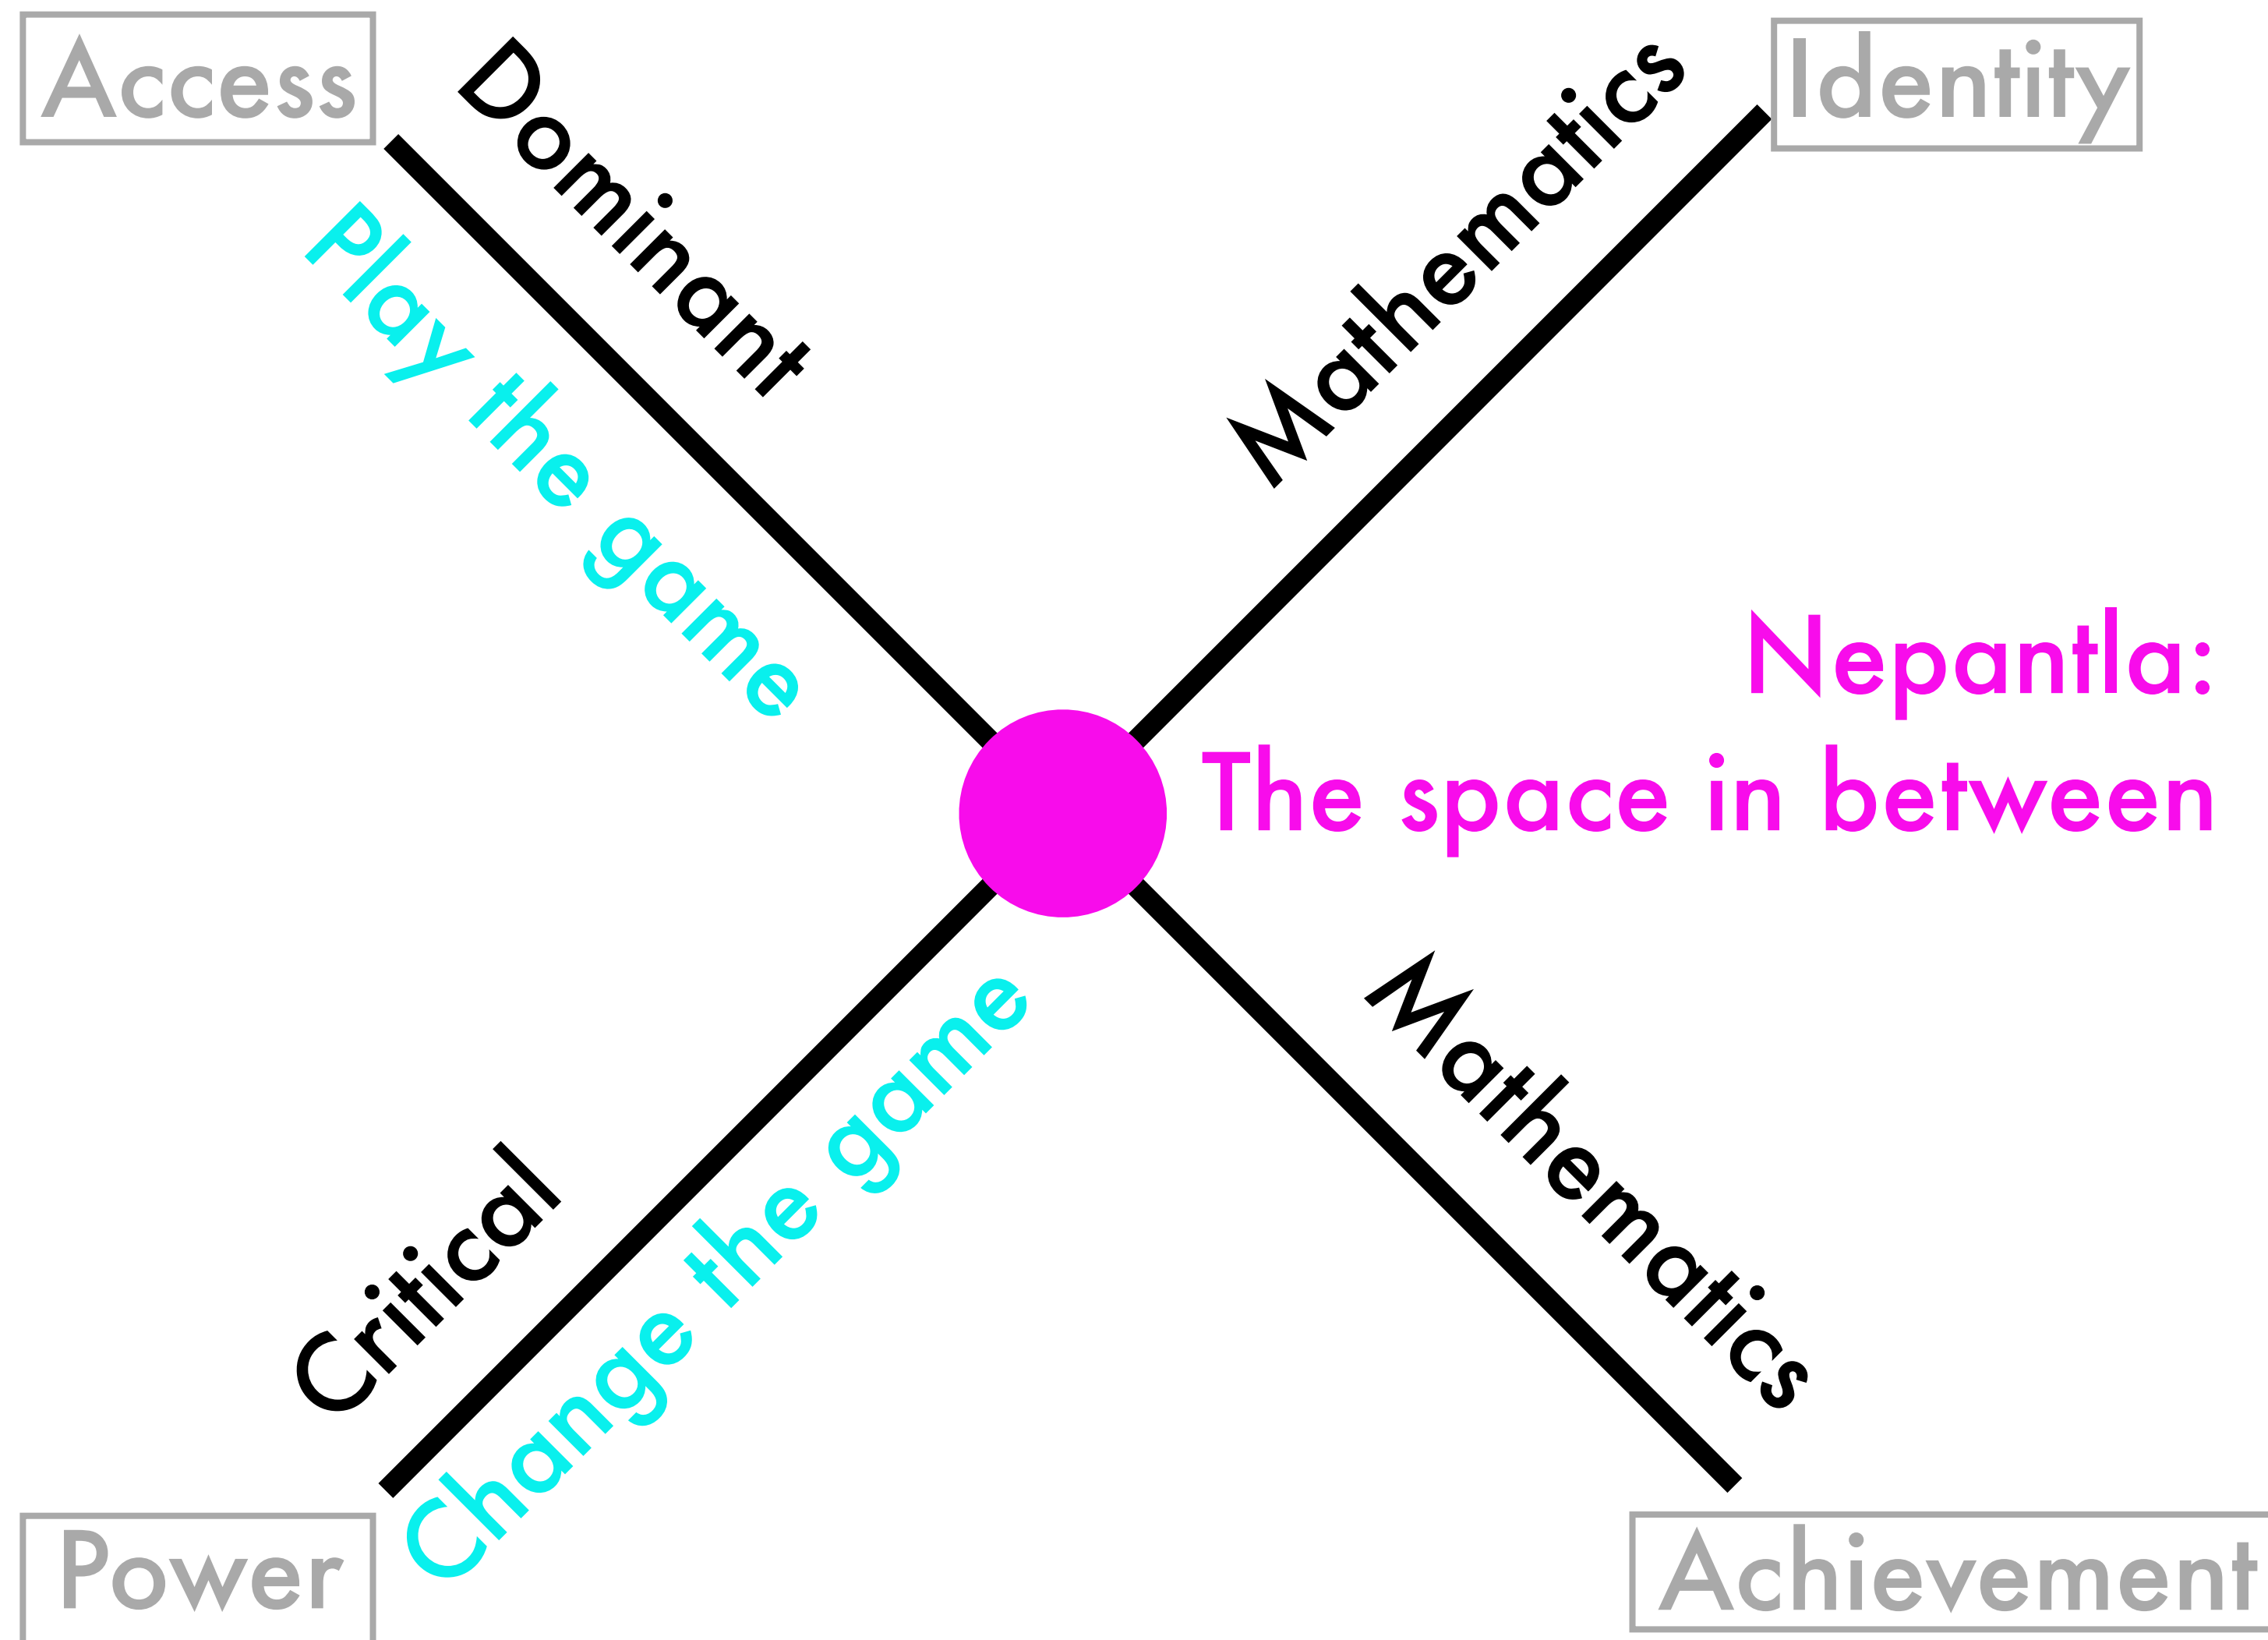 Access
Identity
Dominant
Mathematics
Play the game
Nepantla:
The space in between
Mathematics
Critical
Change the game
Power
Achievement